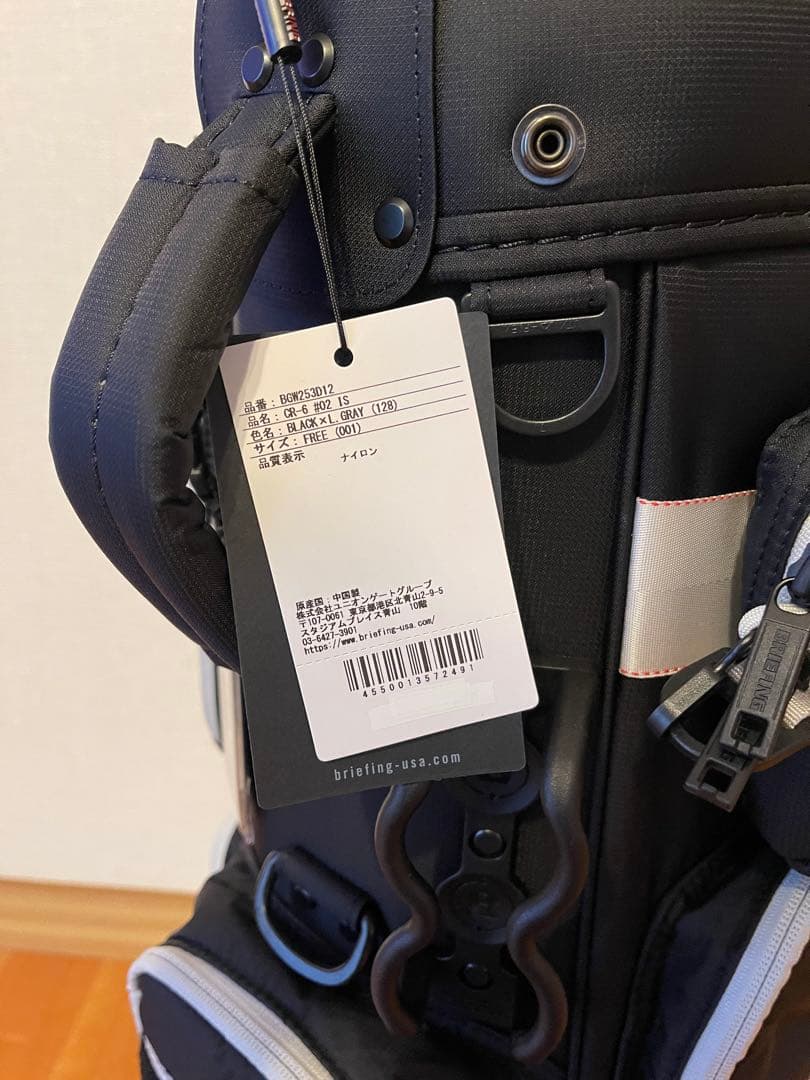 品番：BGW253D12
品名：CR-6 #02 IS
色名：BLACK×L.GRAY (128)
サイズ：FREE (001)
品質表示 ナイロン
原産国：中国製
株式会社ユニオンゲートグループ
〒107-0061 東京都港区北青山2-9-5
スタジアムプレイス青山 10階
03-6427-3901
https://www.briefing-usa.com/
4550013572491
briefing-usa.com
BRIEFING